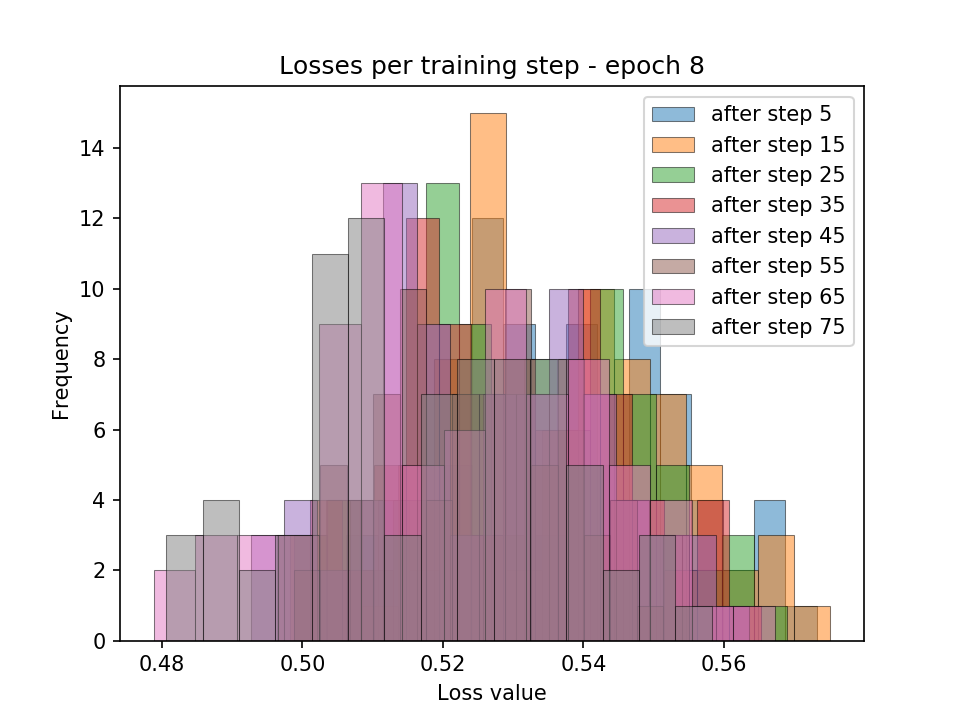 Losses per training step - epoch 8
after step 5
after step 15
after step 25
after step 35
after step 45
after step 55
after step 65
after step 75
14
12
10
8
6
4
2
0
Frequency
0.48 0.50 0.52 0.54 0.56
Loss value